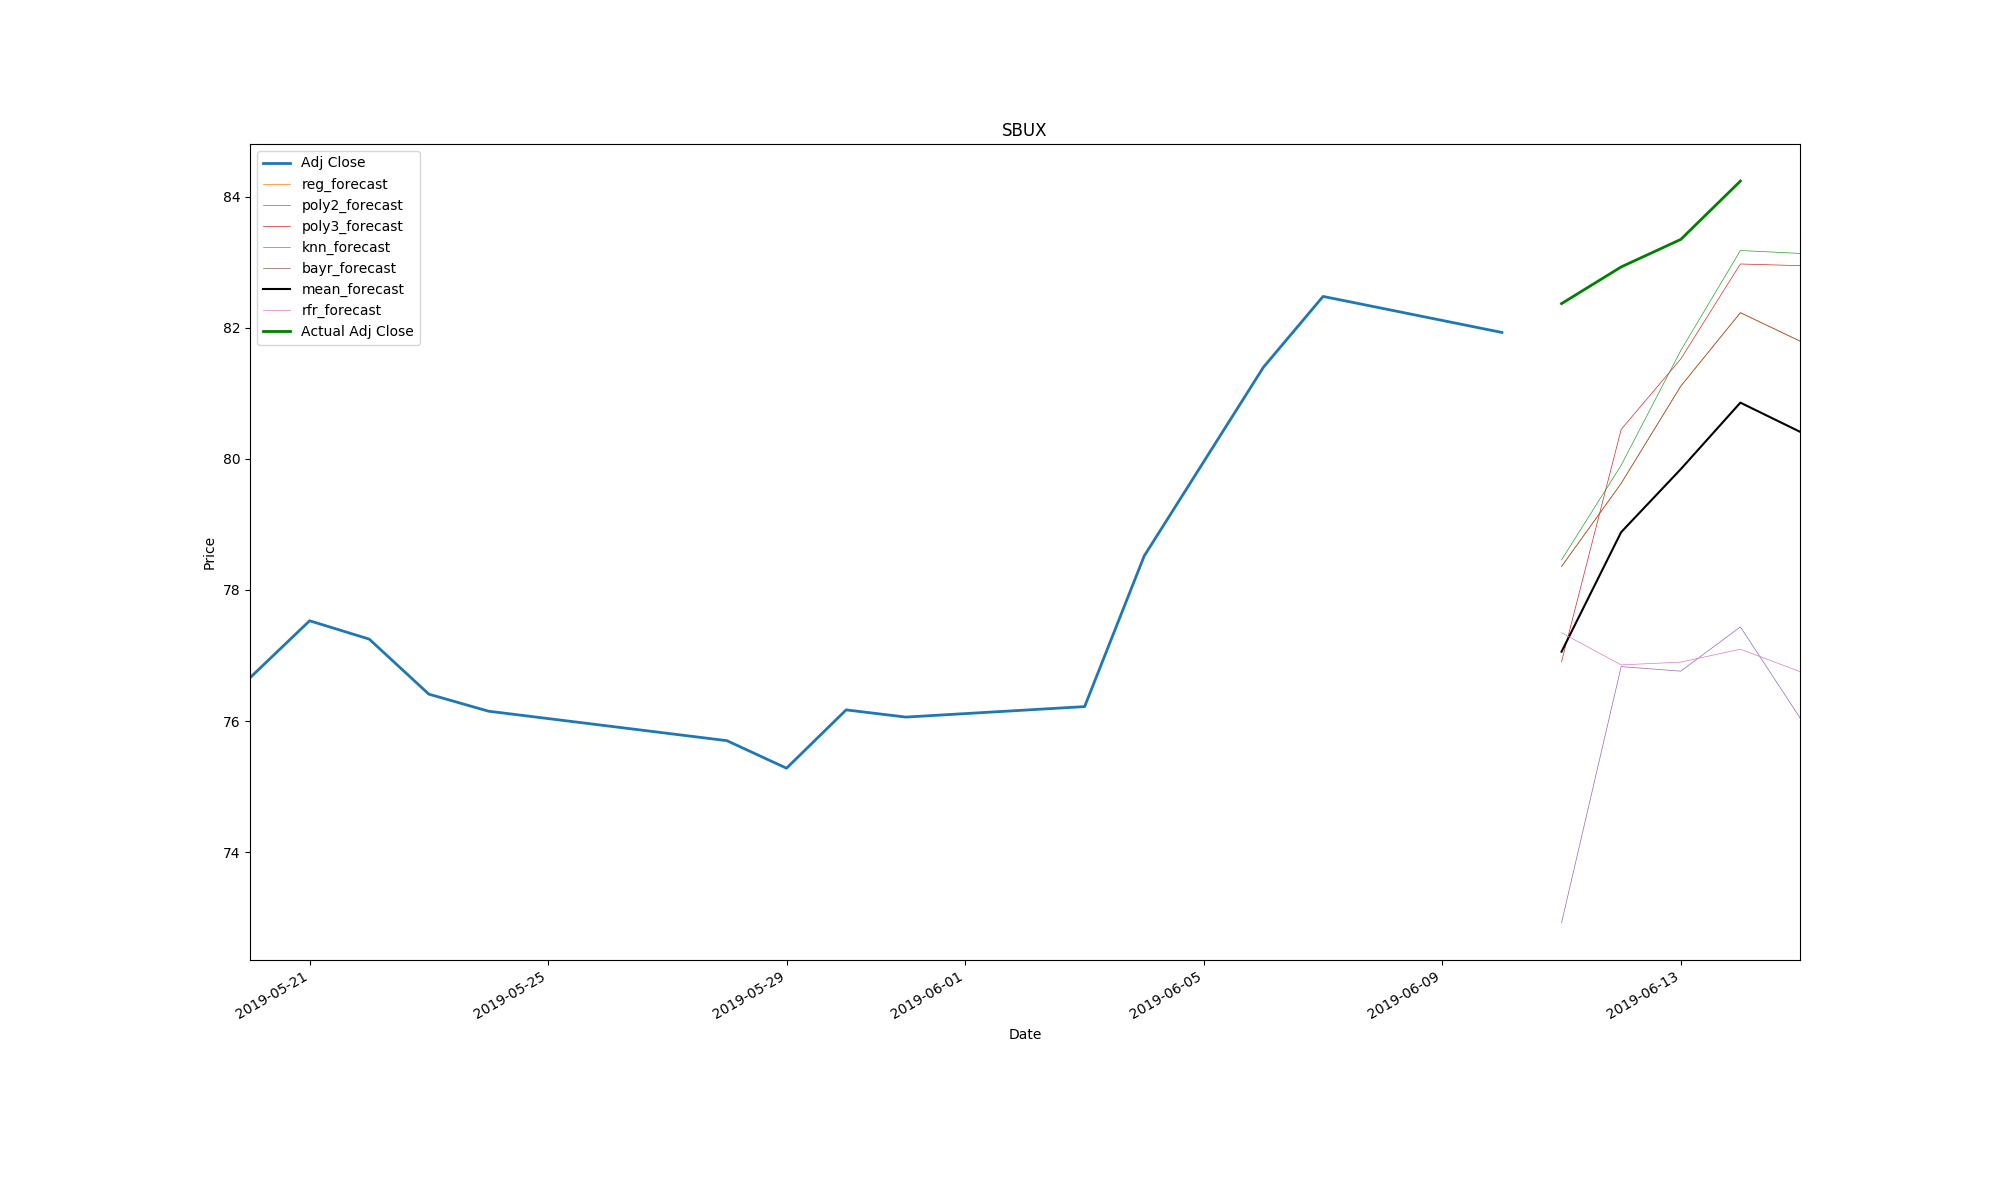 SBUX
Adj Close
reg_forecast
poly2_forecast
poly3_forecast
knn_forecast
bayr_forecast
mean_forecast
rfr_forecast
Actual Adj Close
84
82
80
78
76
74
Price
2019-05-21
2019-05-25
2019-05-29
2019-06-01
2019-06-05
2019-06-09
2019-06-13
Date